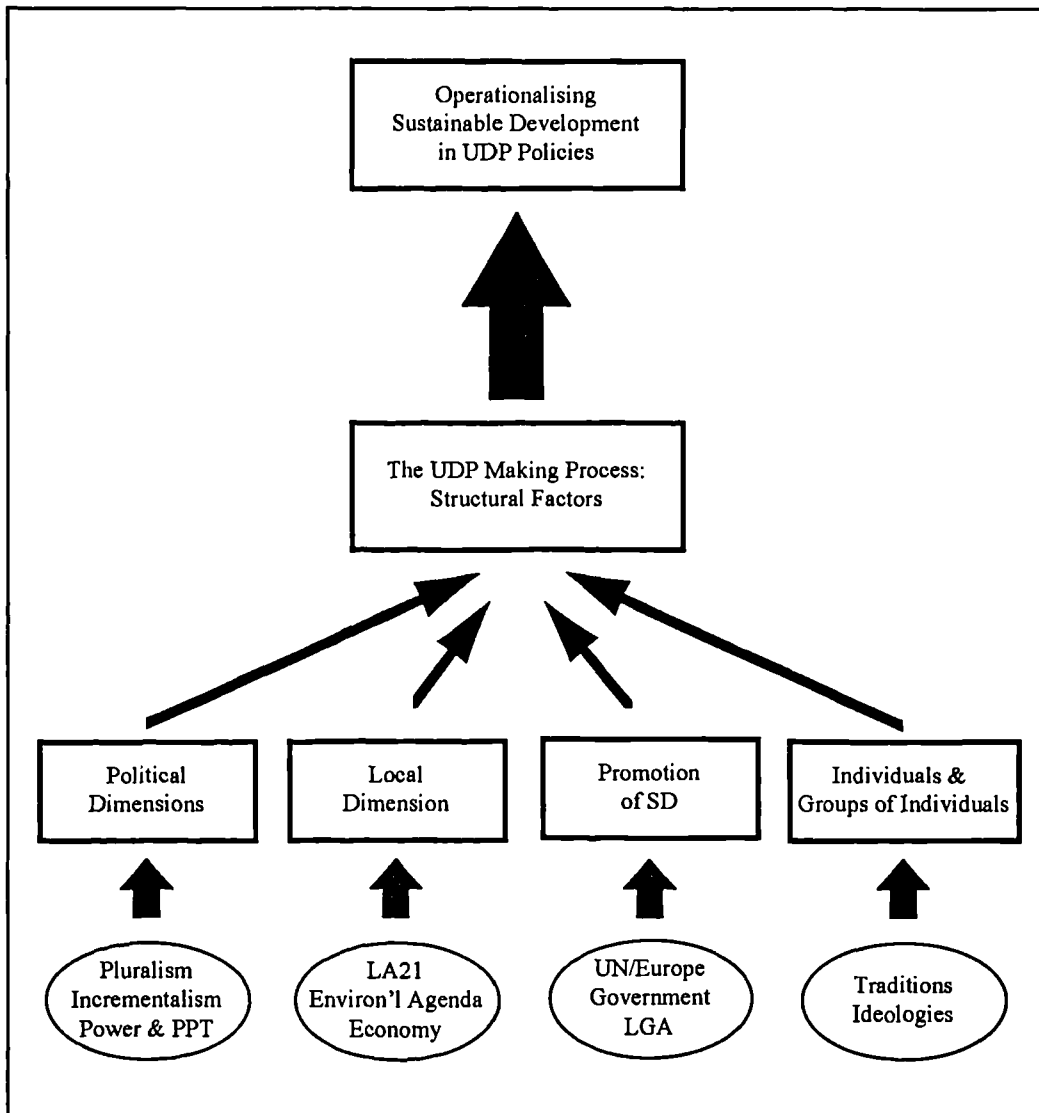 Operationalising
Sustainable Development
in UDP Policies
The UDP Making Process:
Structural Factors
Political
Dimensions
Local
Dimension
Promotion
of SD
Individuals &
Groups of Individuals
Pluralism
Incrementalism
Power & PPT
LA21
Environ'l Agenda
Economy
UN/Europe
Government
LGA
Traditions
Ideologies